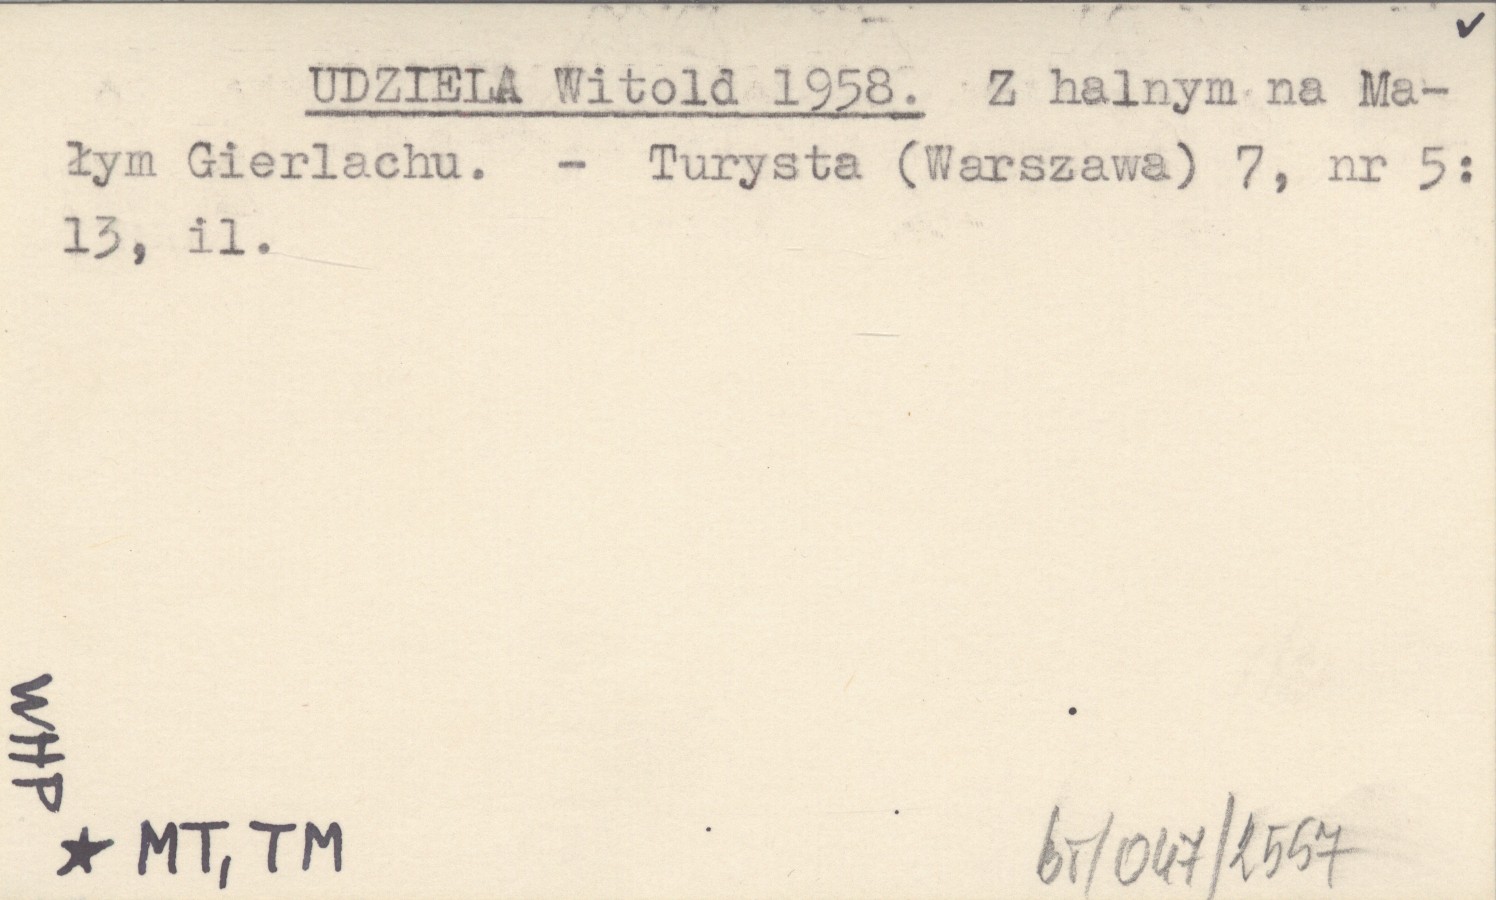 UDZIELA Witold 1958. Z halnym na Ma-
łym Gierlachu. - Turysta (Warszawa) 7, nr 5:
13, il.
WHP
★ MT, TM
bT/047/2557